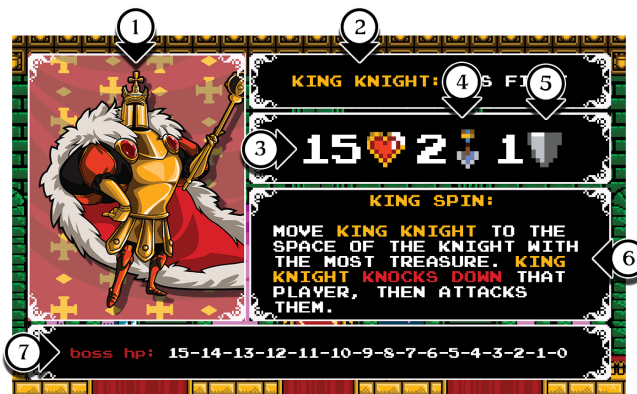 1
2
4
5
KING KNIGHT:
3
15 2 1
KING SPIN:
MOVE KING KNIGHT TO THE
SPACE OF THE KNIGHT WITH
THE MOST TREASURE. KING
KNIGHT KNOCKS DOWN THAT
PLAYER, THEN ATTACKS
THEM.
6
7
boss hp: 15-14-13-12-11-10-9-8-7-6-5-4-3-2-1-0